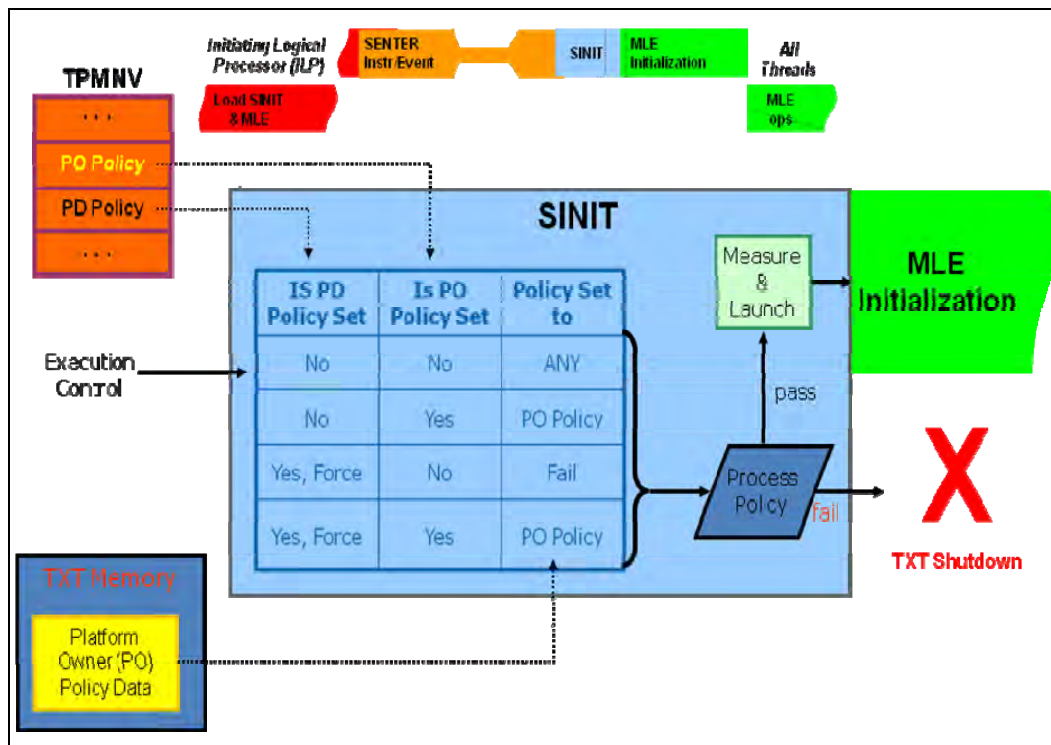 Initiating Logical
Processor (ILP)
SENTER
Instr/Event
SINIT
MLE
Initialization
All
Threads
Load SINIT
& MLE
MLE
ops
TPMNV
...
PO Policy
PD Policy
...
SINIT
IS PD
Policy Set
Is PO
Policy Set
Policy Set
to
No
No
ANY
No
Yes
PO Policy
Yes, Force
No
Fail
Yes, Force
Yes
PO Policy
Execution
Control
Measure
&
Launch
MLE
Initialization
pass
Process
Policy
fail
X
TXT Shutdown
TXT Memory
Platform
Owner (PO)
Policy Data